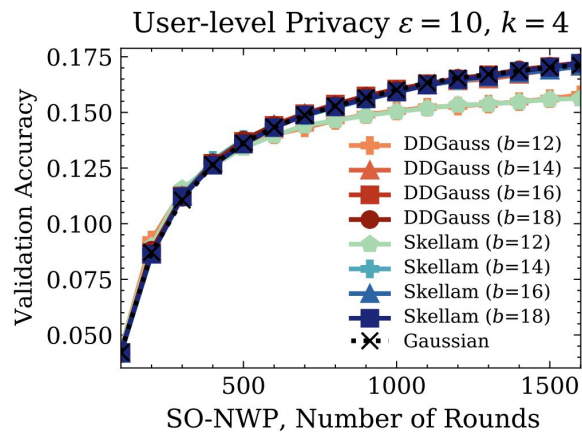 User-level Privacy ε = 10, k = 4
Validation Accuracy
0.175
0.150
0.125
0.100
0.075
0.050
DDGauss (b=12)
DDGauss (b=14)
DDGauss (b=16)
DDGauss (b=18)
Skellam (b=12)
Skellam (b=14)
Skellam (b=16)
Skellam (b=18)
Gaussian
500 1000 1500
SO-NWP, Number of Rounds